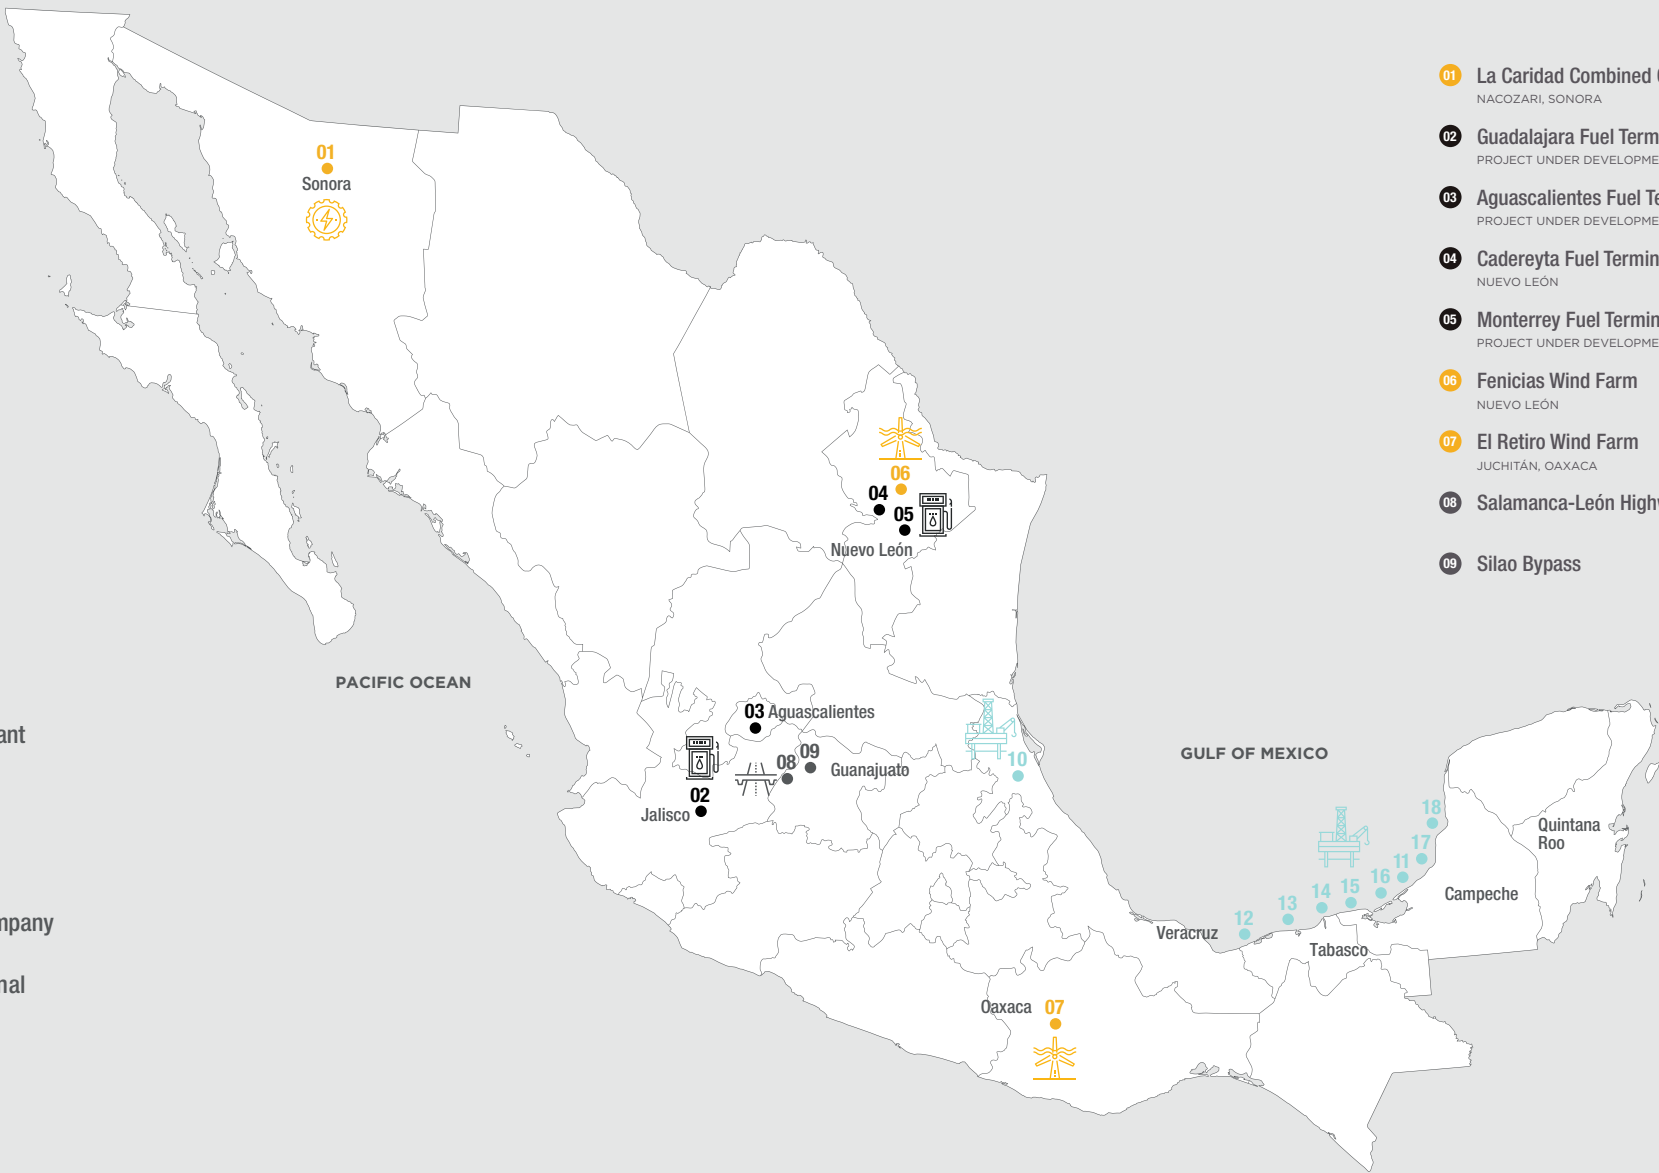 01
Sonora
06
04
05
Nuevo León
PACIFIC OCEAN
03 Aguascalientes
08
09
Guanajuato
02
Jalisco
10
GULF OF MEXICO
18
17
11
16
15
14
13
12
Quintana
Roo
Campeche
Veracruz
Tabasco
Oaxaca 07
01 La Caridad Combined
NACOZARI, SONORA
02 Guadalajara Fuel Term
PROJECT UNDER DEVELOPME
03 Aguascalientes Fuel Te
PROJECT UNDER DEVELOPME
04 Cadereyta Fuel Termin
NUEVO LEÓN
05 Monterrey Fuel Termin
PROJECT UNDER DEVELOPME
06 Fenicias Wind Farm
NUEVO LEÓN
07 El Retiro Wind Farm
JUCHITÁN, OAXACA
08 Salamanca-León High
09 Silao Bypass
ant
mpany
nal